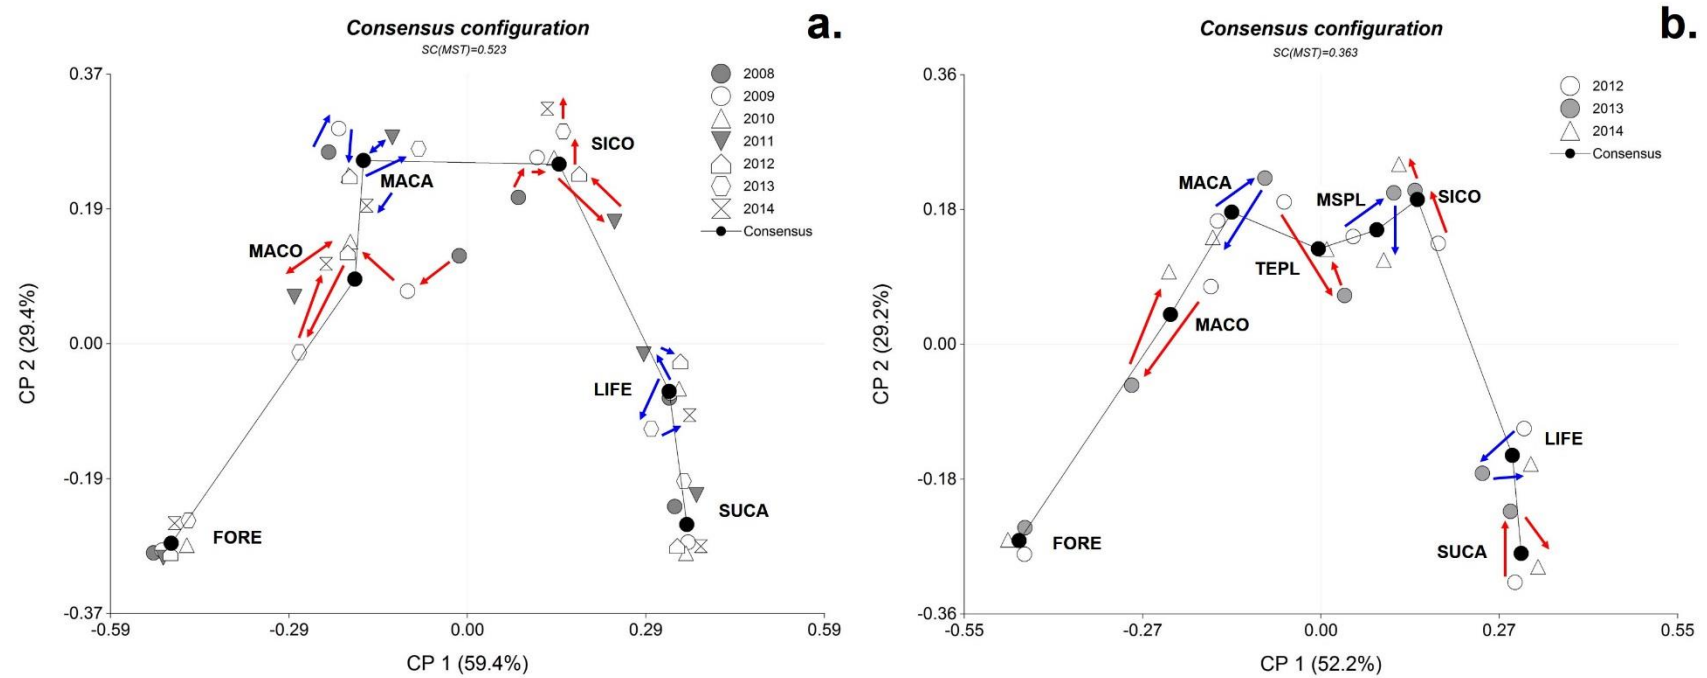 Consensus configuration
a.
SC(MST)=0.523
0.37
0.19
0.00
-0.19
-0.37
-0.59
-0.29
0.00
0.29
0.59
CP 2 (29.4%)
CP 1 (59.4%)
MACA
SICO
MACO
LIFE
FORE
SUCA
2008
2009
2010
2011
2012
2013
2014
Consensus
Consensus configuration
b.
SC(MST)=0.363
0.36
0.18
0.00
-0.18
-0.36
-0.55
-0.27
0.00
0.27
0.55
CP 2 (29.2%)
CP 1 (52.2%)
MACA
MSPL
SICO
TEPL
MACO
LIFE
FORE
SUCA
2012
2013
2014
Consensus